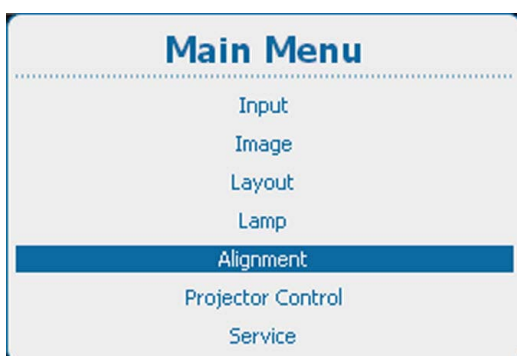 Main Menu
Input
Image
Layout
Lamp
Alignment
Projector Control
Service